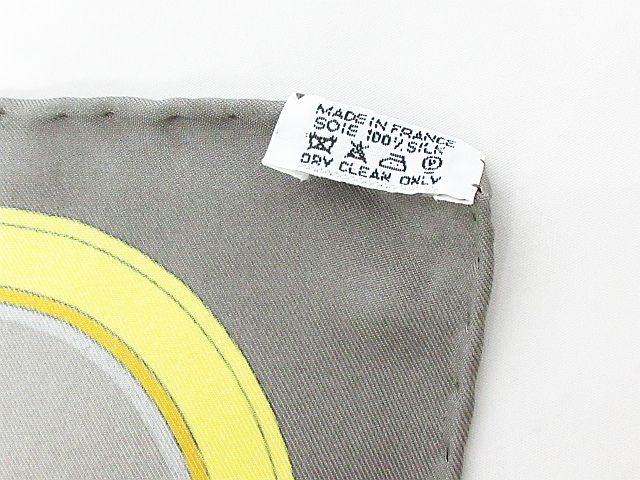 MADE IN FRANCE
SOIE 100% SILK
P
DRY CLEAN ONLY